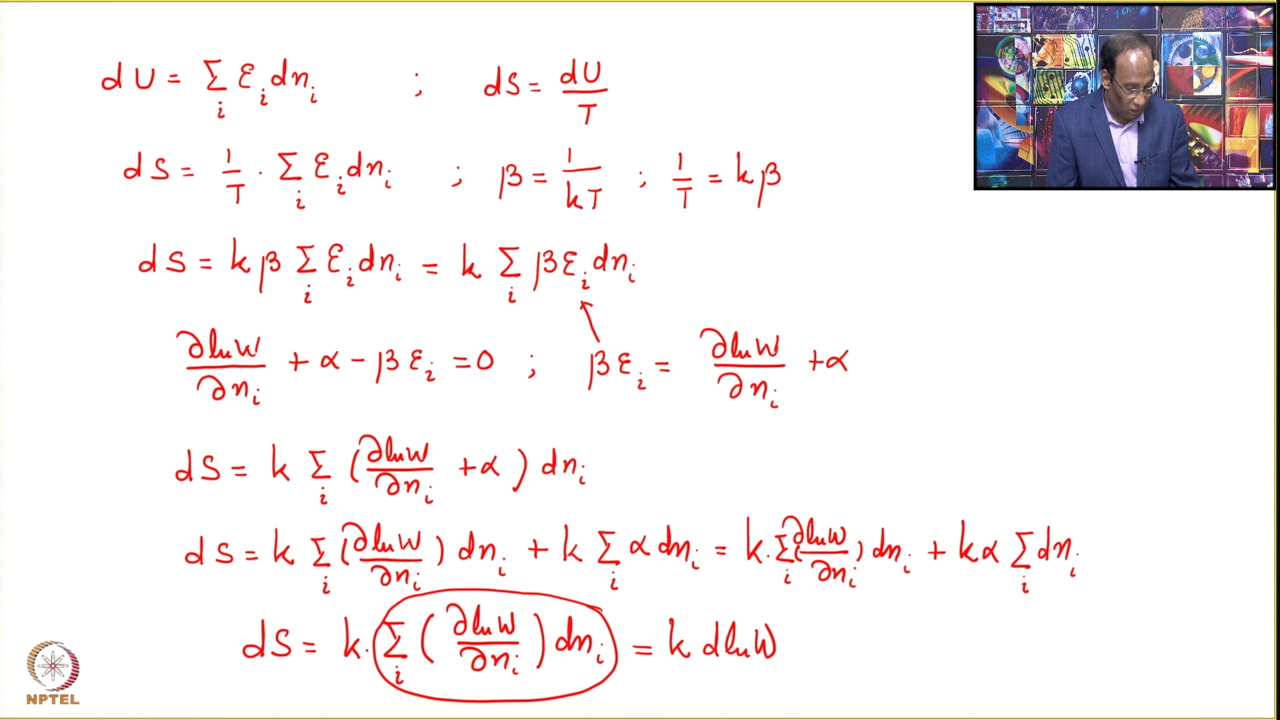 dU = Σ_i ε_i dn_i ; dS = dU/T
dS = 1/T · Σ_i ε_i dn_i ; β = 1/kT ; 1/T = kβ
dS = kβ Σ_i ε_i dn_i = k Σ_i βε_i dn_i
∂lnW/∂n_i + α - βε_i = 0 ; βε_i = ∂lnW/∂n_i + α
dS = k Σ_i (∂lnW/∂n_i + α) dn_i
dS = k Σ_i (∂lnW/∂n_i) dn_i + k Σ_i α dn_i = k·Σ_i (∂lnW/∂n_i) dn_i + kα Σ_i dn_i
dS = k·Σ_i (∂lnW/∂n_i) dn_i = k dlnW
NPTEL